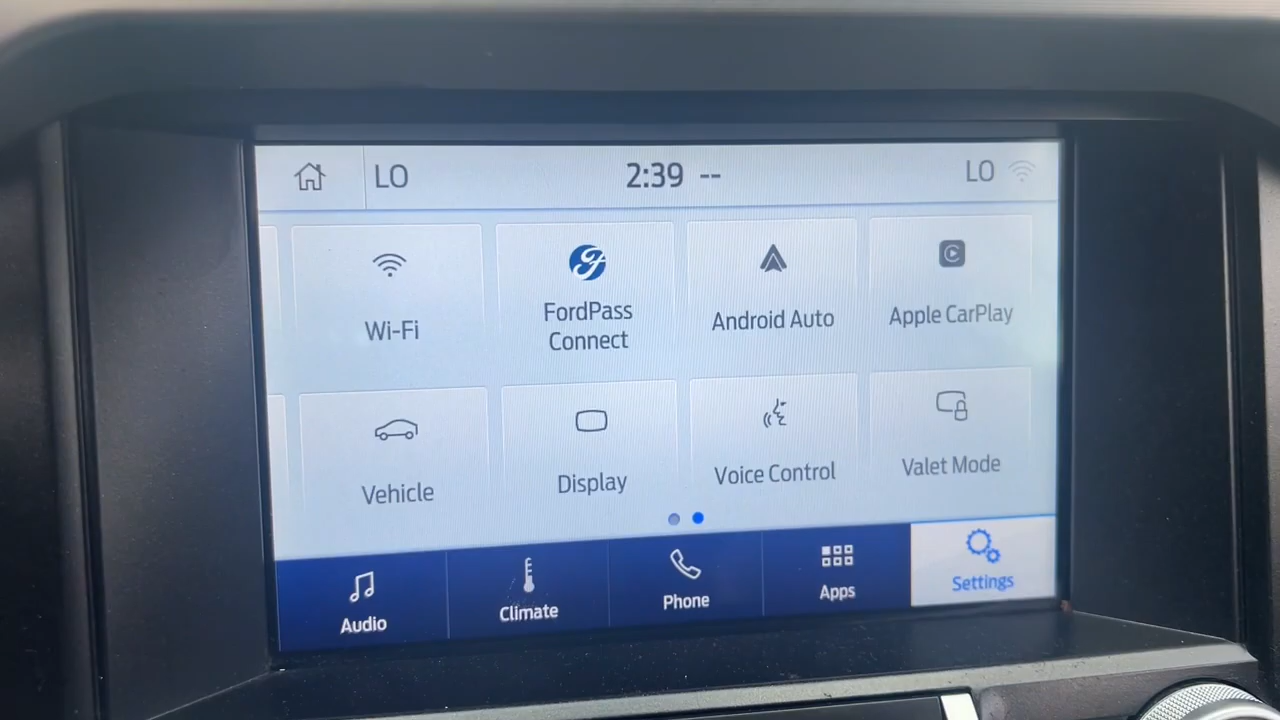 LO
2:39 --
LO
Wi-Fi
FordPass
Connect
Android Auto
Apple CarPlay
Vehicle
Display
Voice Control
Valet Mode
Audio
Climate
Phone
Apps
Settings